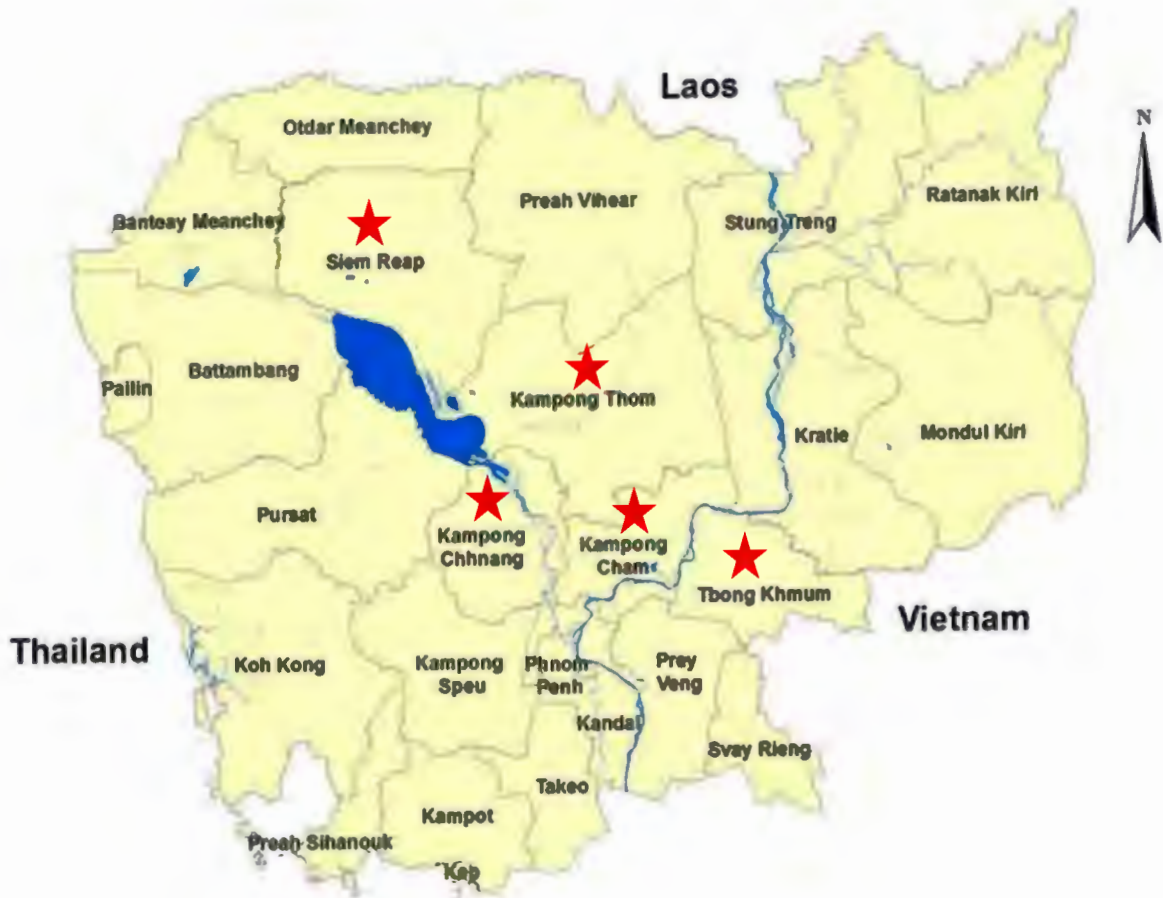 Laos
N
Otdar Meanchey
Preah Vihear
Ratanak Kiri
Banteay Meanchey
Stung Treng
Siem Reap
Battambang
Pailin
Kampong Thom
Kratie
Mondul Kiri
Pursat
Kampong
Chhnang
Kampong
Cham
Tbong Khmum
Vietnam
Thailand
Koh Kong
Kampong
Speu
Phnom
Penh
Prey
Veng
Kandal
Svay Rieng
Takeo
Kampot
Preah Sihanouk
Kep